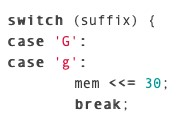 switch (suffix) {
case 'G':
case 'g':
        mem <<= 30;
        break;